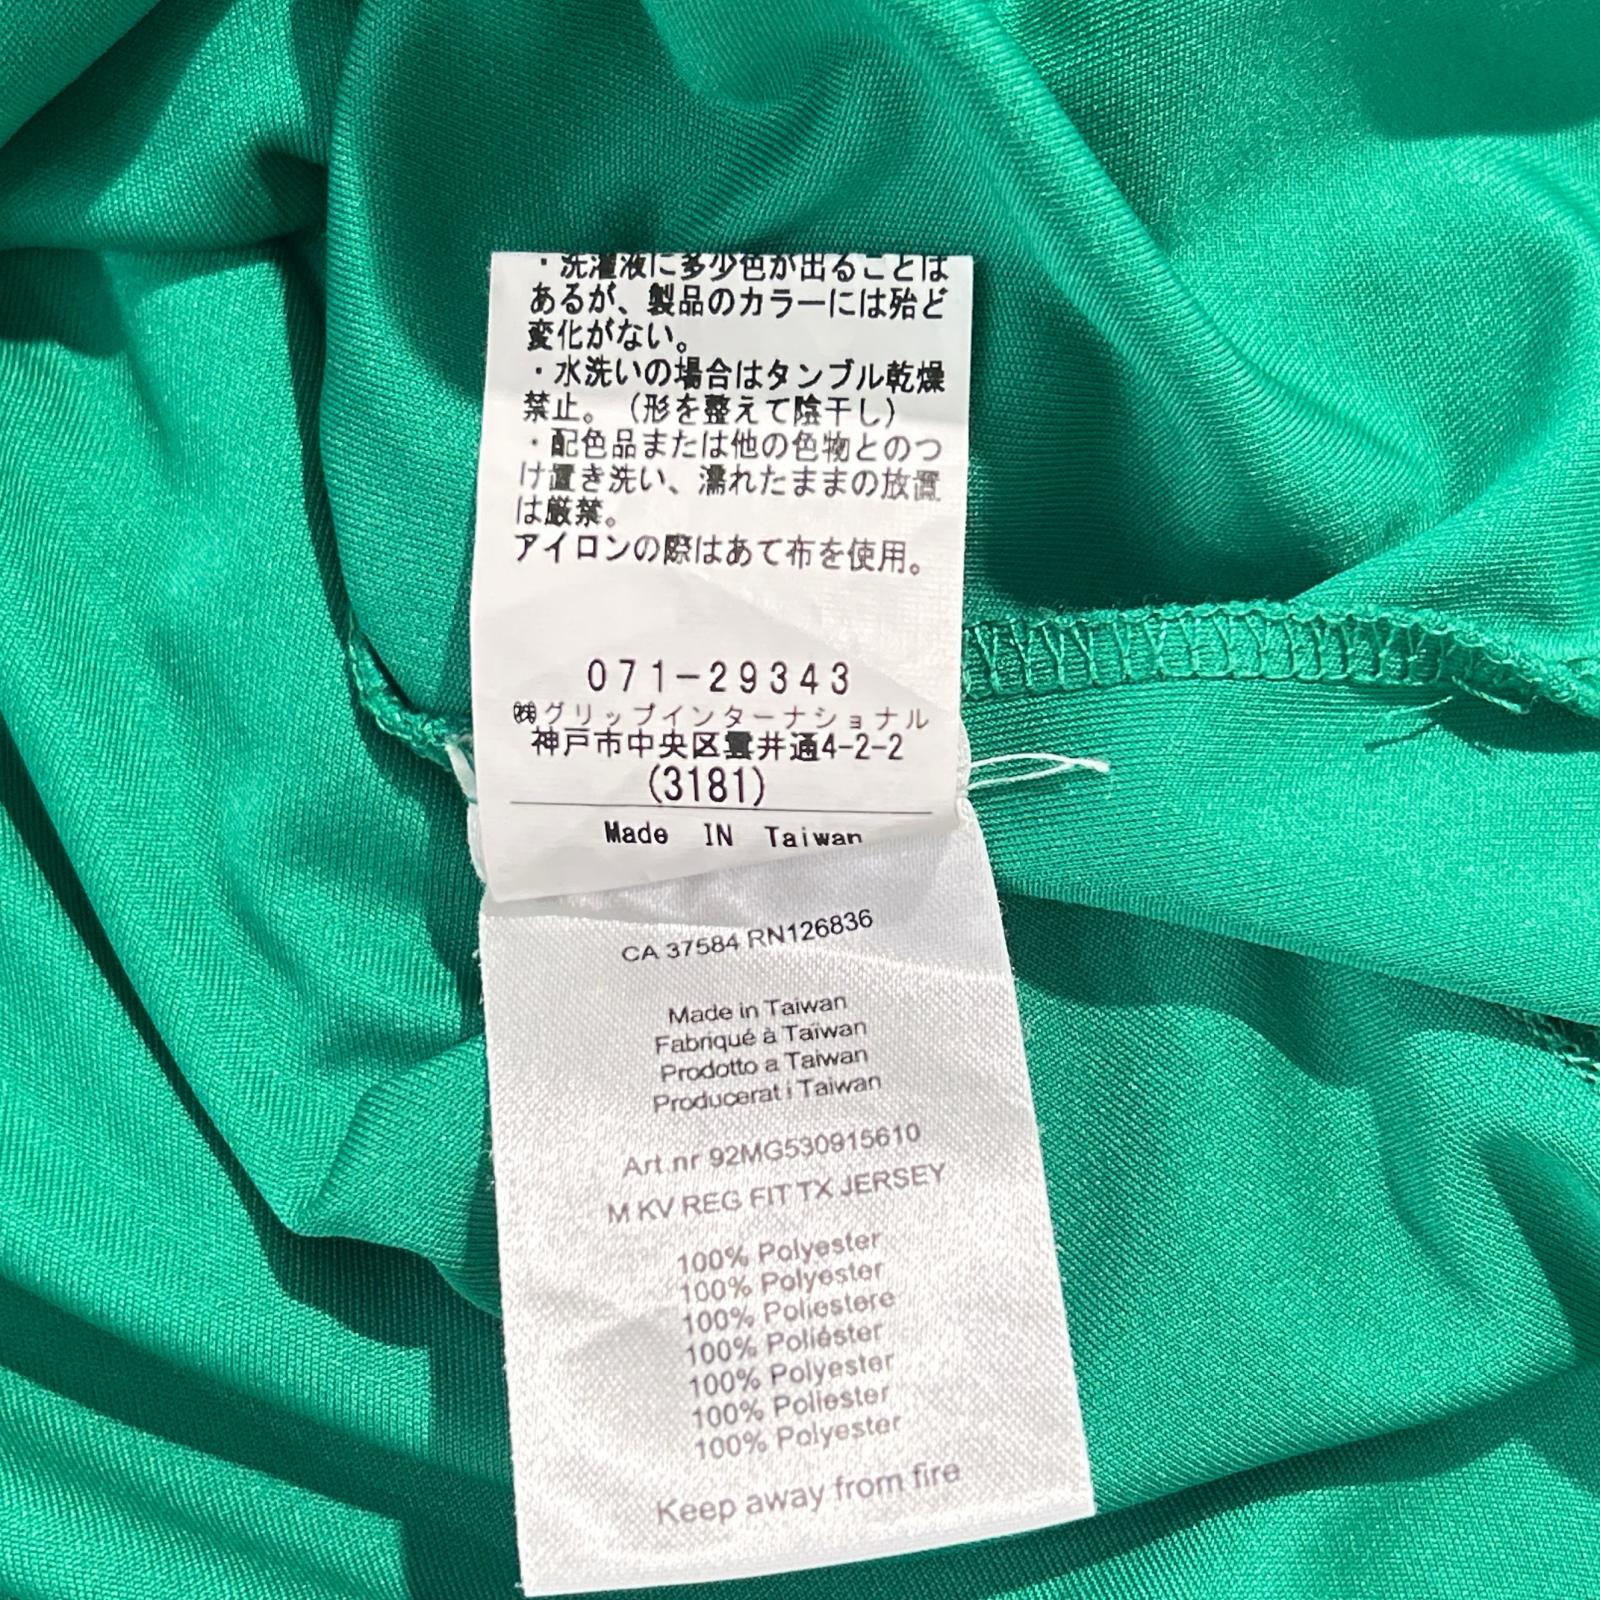 ・洗濯液に多少色が出ることは
あるが、製品のカラーには殆ど
変化がない。
・水洗いの場合はタンブル乾燥
禁止。（形を整えて陰干し）
・配色品または他の色物とのつ
け置き洗い、濡れたままの放置
は厳禁。
アイロンの際はあて布を使用。
071-29343
㈱グリップインターナショナル
神戸市中央区雲井通4-2-2
(3181)
Made IN Taiwan
CA 37584 RN126836
Made in Taiwan
Fabriqué à Taiwan
Prodotto a Taiwan
Producerat i Taiwan
Art.nr 92MG530915610
M KV REG FIT TX JERSEY
100% Polyester
100% Polyester
100% Poliestere
100% Poliéster
100% Polyester
100% Poliester
100% Polyester
Keep away from fire